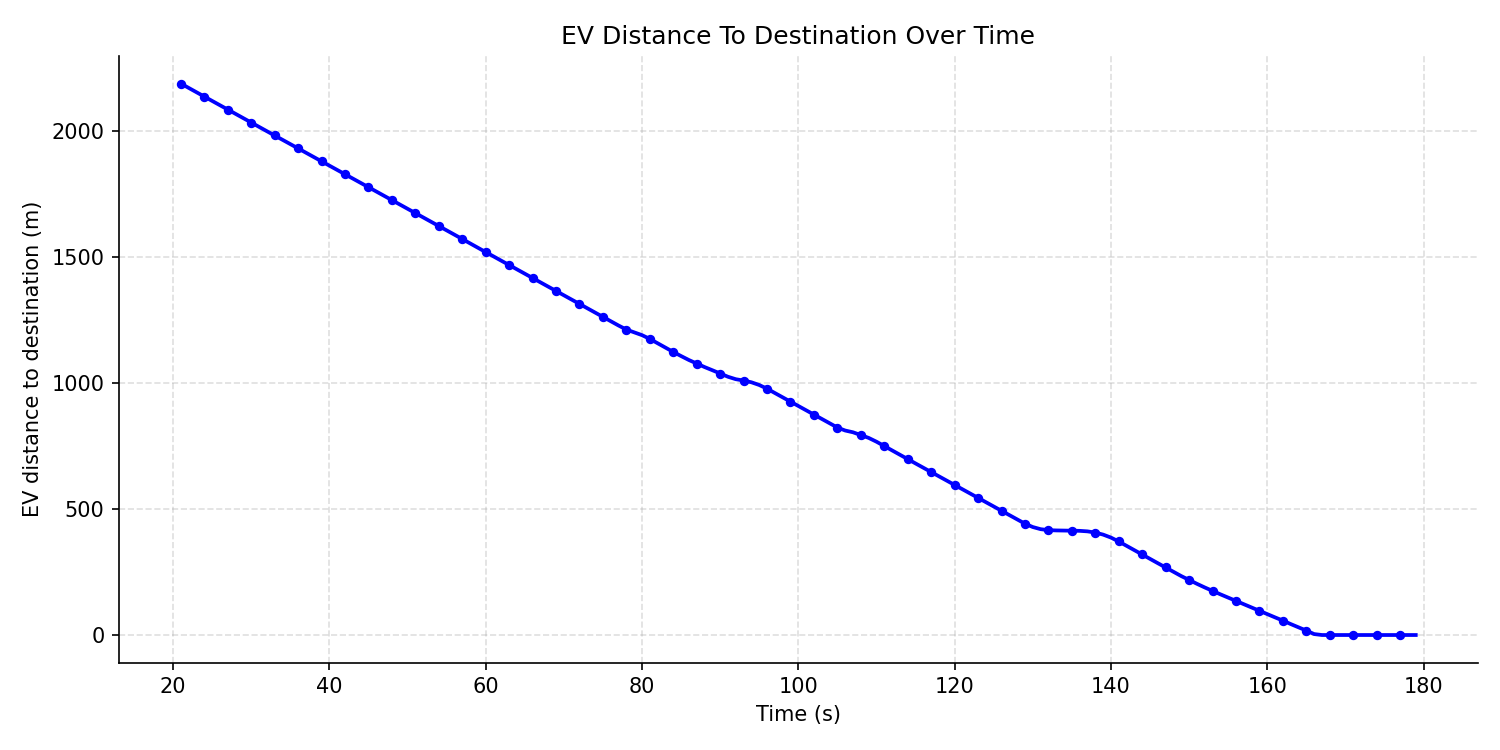 EV Distance To Destination Over Time
EV distance to destination (m)
2000
1500
1000
500
0
20 40 60 80 100 120 140 160 180
Time (s)